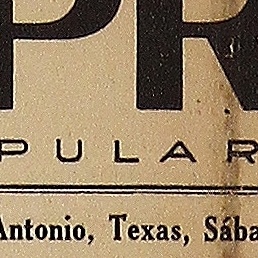 PR
PULAR
Antonio, Texas, Sába